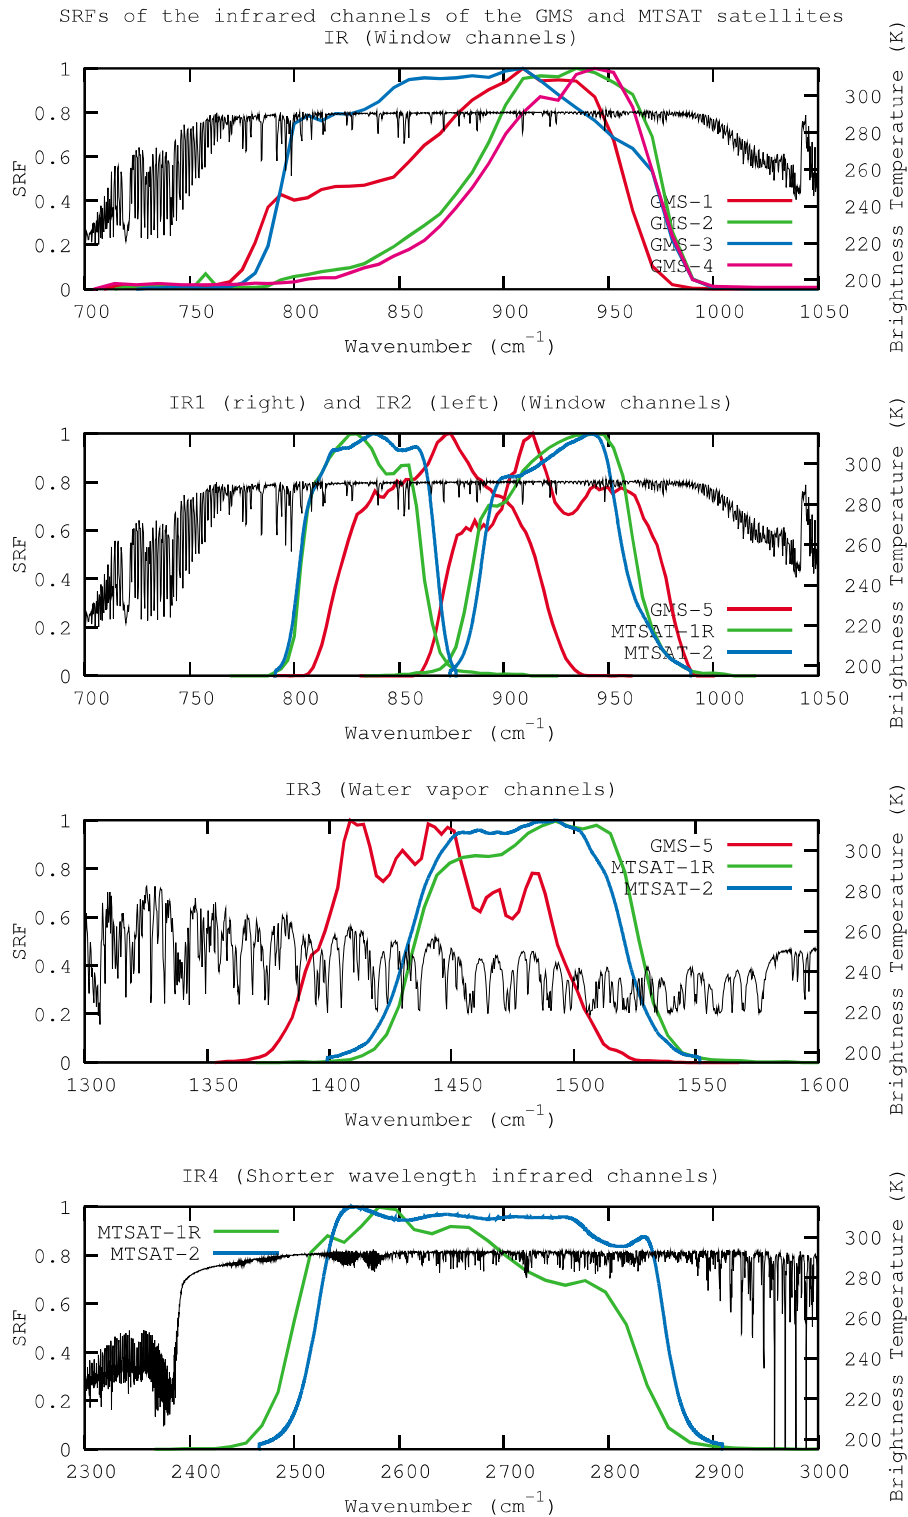 SRFs of the infrared channels of the GMS and MTSAT satellites
IR (Window channels)
1
0.8
0.6
0.4
0.2
0
SRF
300
280
260
240
220
200
Brightness Temperature (K)
GMS-1
GMS-2
GMS-3
GMS-4
700 800 850 900 950 1000 1050
Wavenumber (cm-1)
IR1 (right) and IR2 (left) (Window channels)
1
0.8
0.6
0.4
0.2
0
SRF
300
280
260
240
220
200
Brightness Temperature (K)
GMS-5
MTSAT-1R
MTSAT-2
700 800 850 900 950 1000 1050
Wavenumber (cm-1)
IR3 (Water vapor channels)
1
0.8
0.6
0.4
0.2
0
SRF
300
280
260
240
220
200
Brightness Temperature (K)
GMS-5
MTSAT-1R
MTSAT-2
1300 1350 1400 1450 1500 1550 1600
Wavenumber (cm-1)
IR4 (Shorter wavelength infrared channels)
1
0.8
0.6
0.4
0.2
0
SRF
300
280
260
240
220
200
Brightness Temperature (K)
MTSAT-1R
MTSAT-2
2300 2400 2500 2600 2700 2800 2900 3000
Wavenumber (cm-1)